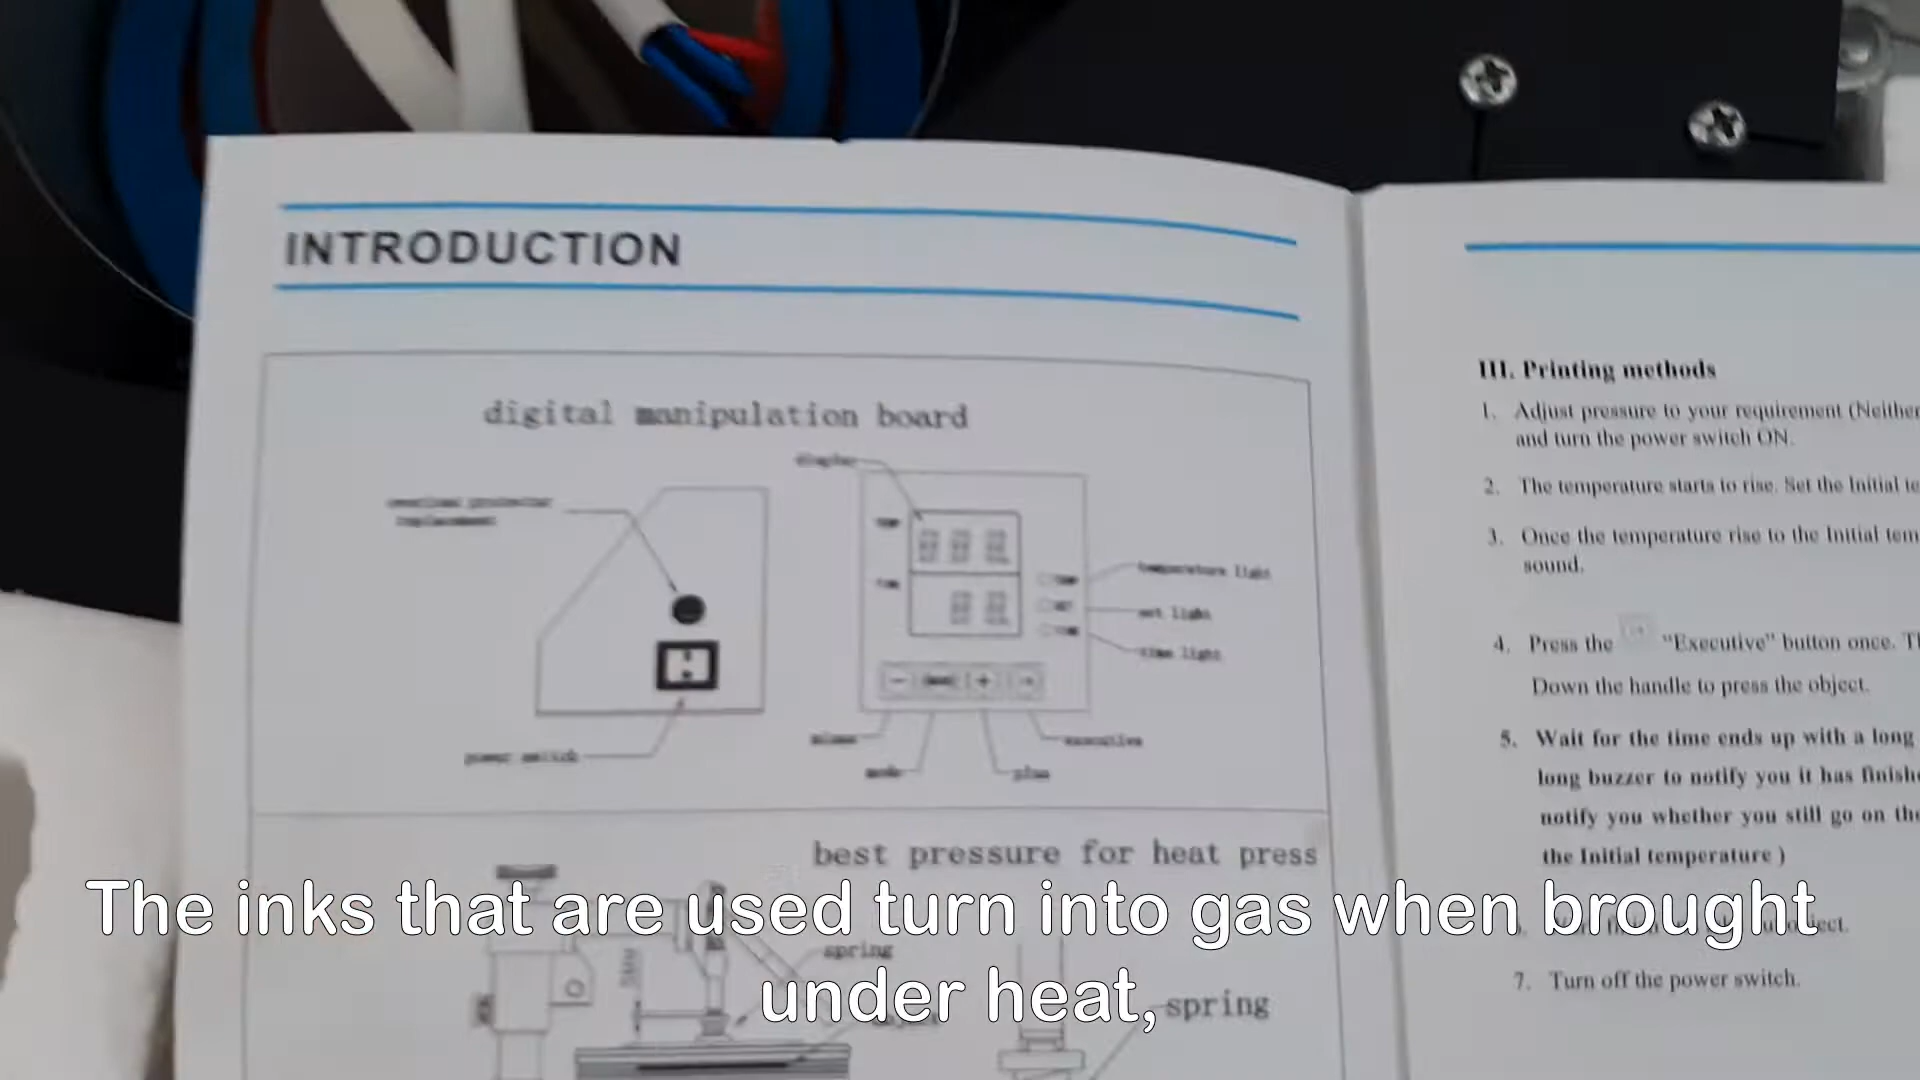 INTRODUCTION
digital manipulation board
display
overload protector
replacement
temperature light
set light
time light
power switch
minus
mode
plus
executive
best pressure for heat press
spring
spring
III. Printing methods
1. Adjust pressure to your requirement (Neither
and turn the power switch ON.
2. The temperature starts to rise. Set the Initial te
3. Once the temperature rise to the Initial tem
sound.
4. Press the "Executive" button once. T
Down the handle to press the object.
5. Wait for the time ends up with a long
long buzzer to notify you it has finishe
notify you whether you still go on the
the Initial temperature )
7. Turn off the power switch.
The inks that are used turn into gas when brought
under heat,